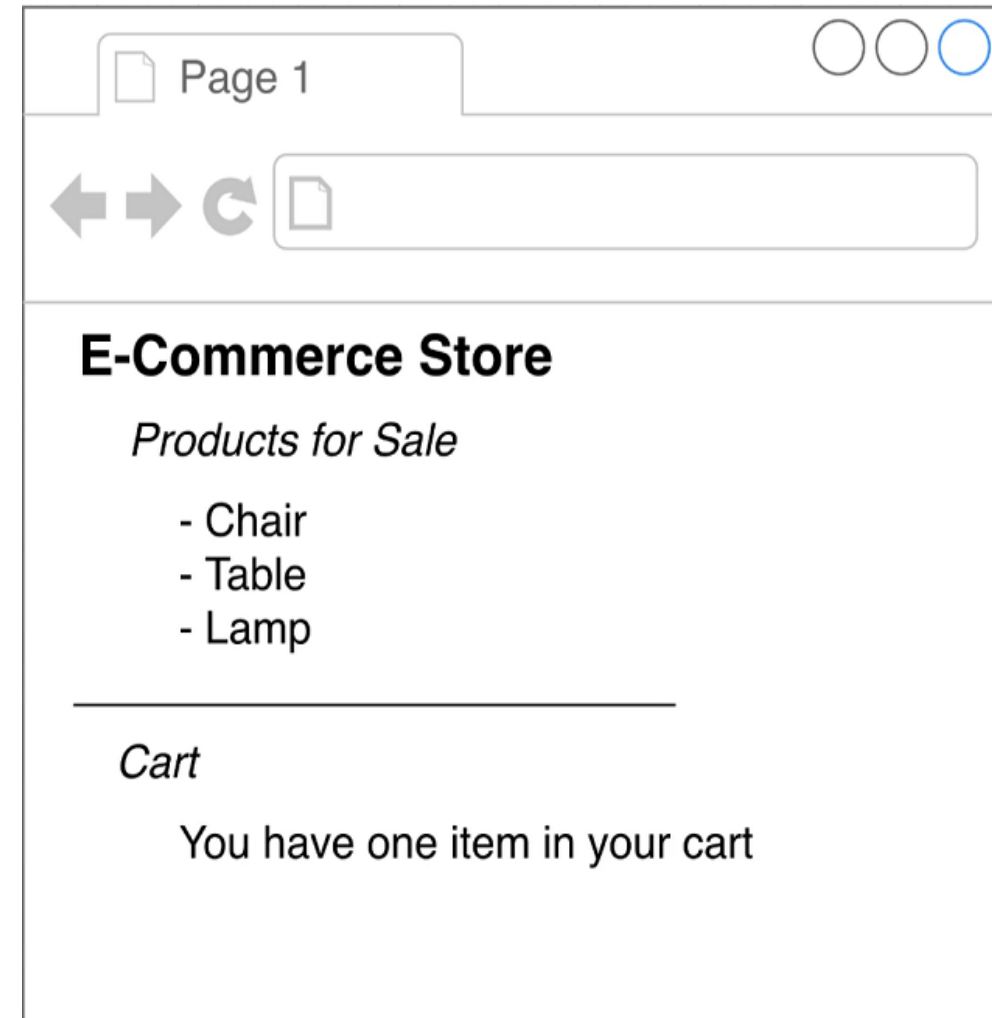 Page 1
E-Commerce Store
Products for Sale
- Chair
- Table
- Lamp
Cart
You have one item in your cart